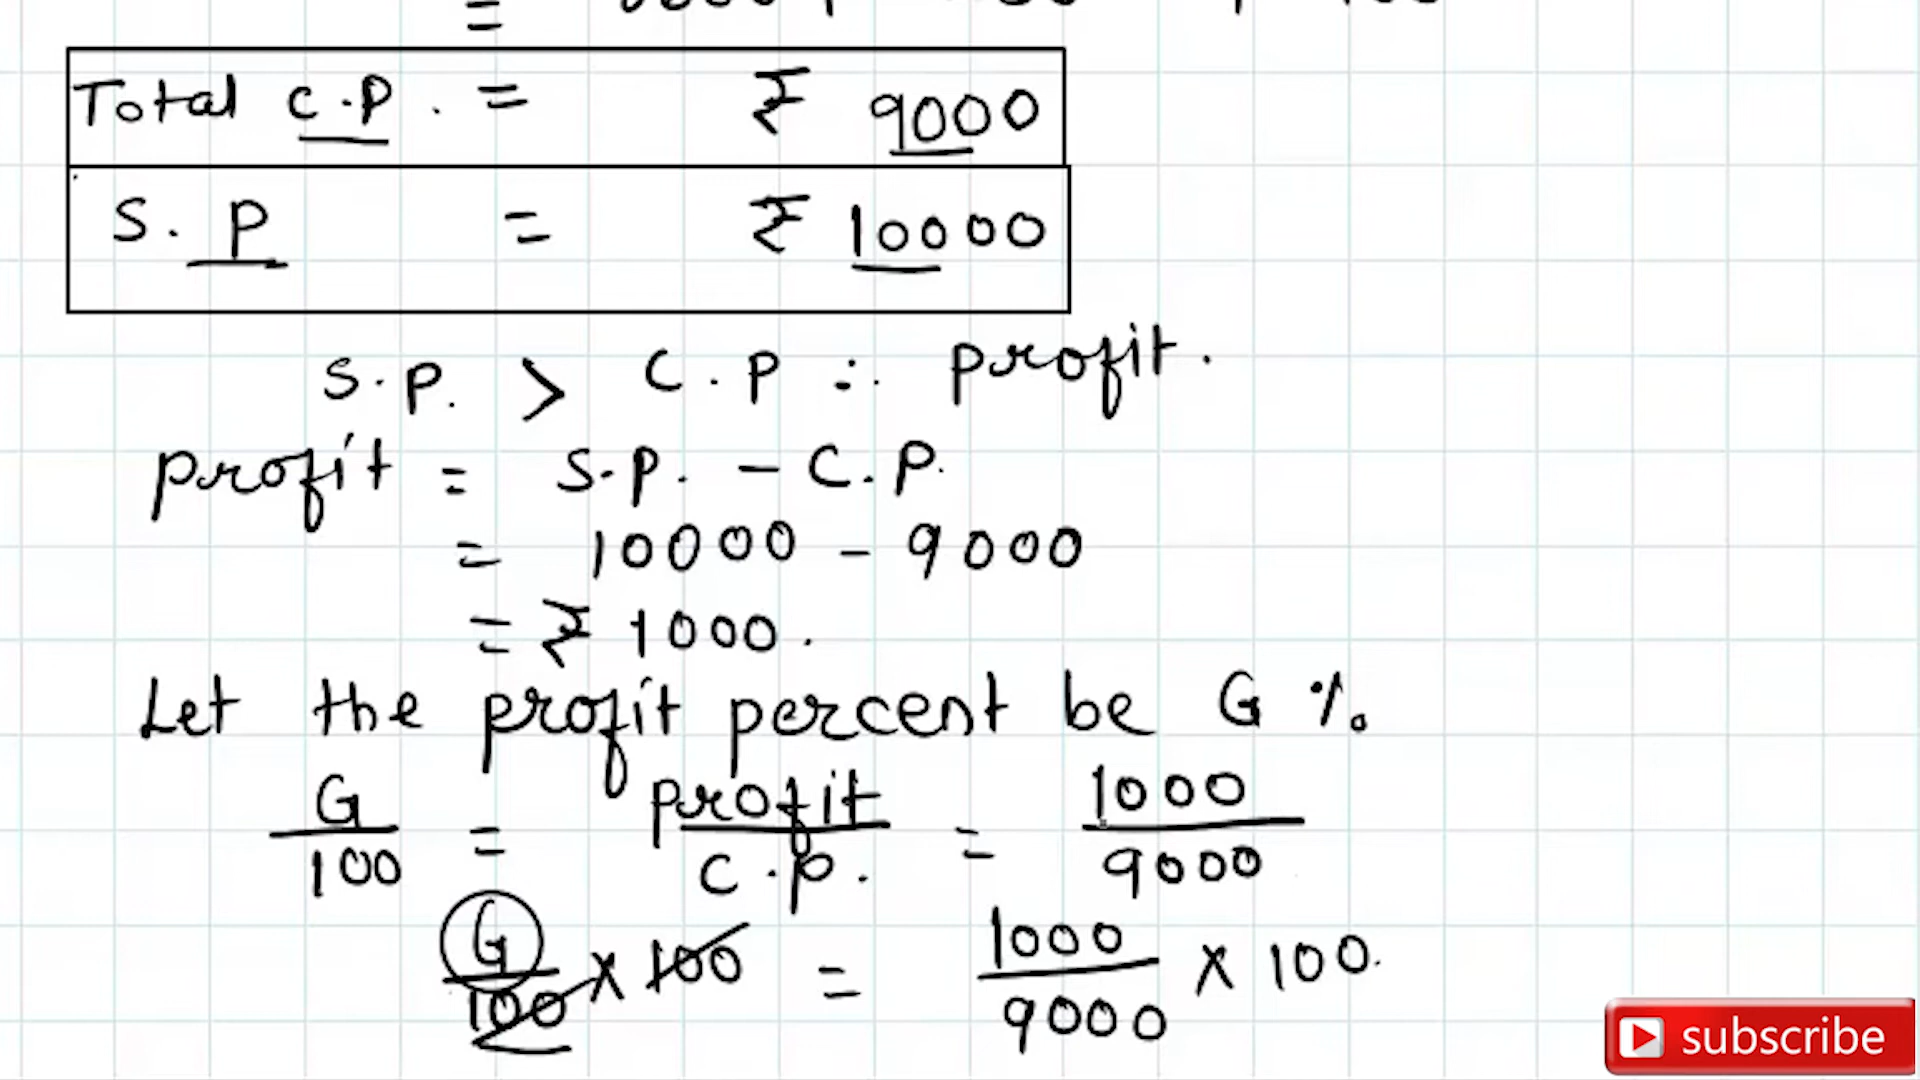 Total C.P. = ₹ 9000
S.P = ₹ 10000
S.P. > C.P ∴ profit.
profit = S.P. - C.P.
= 10000 - 9000
= ₹ 1000.
Let the profit percent be G %.
G/100 = profit/C.P. = 1000/9000
G/100 × 100 = 1000/9000 × 100.
subscribe